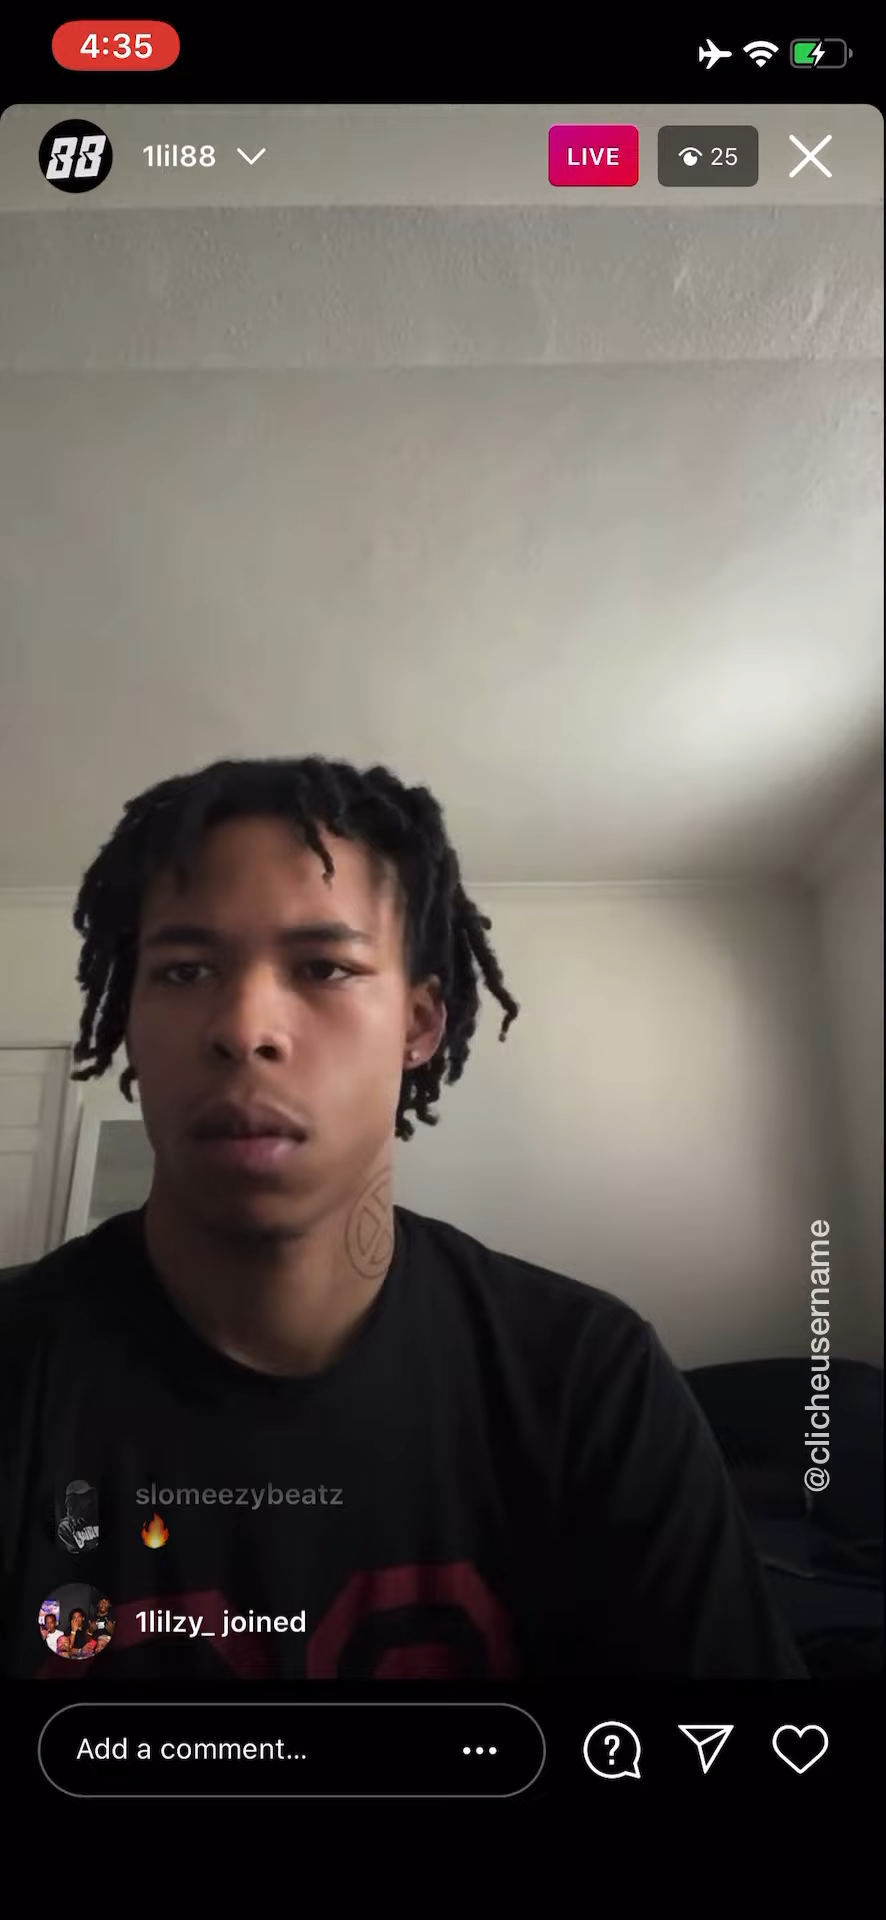 4:35
88 1lil88 LIVE 25
@clicheusername
slomeezybeatz
🔥
1lilzy_ joined
Add a comment...